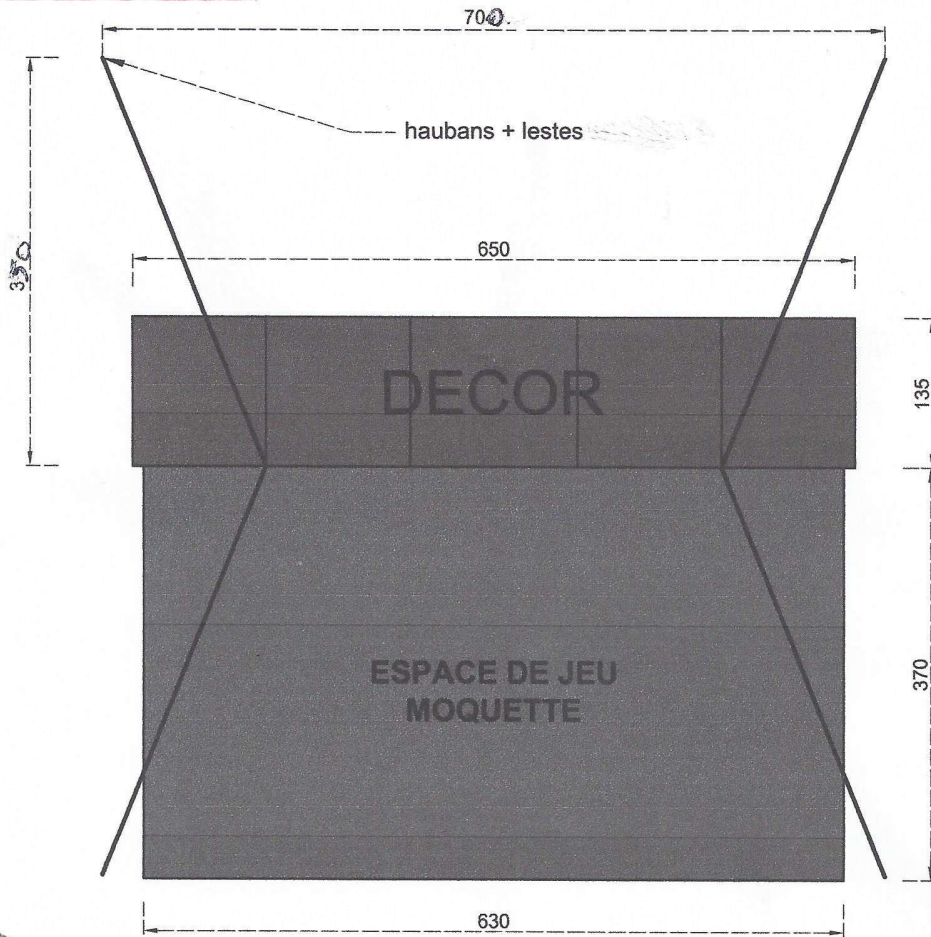 700.
haubans + lestes
350
650
DECOR
135
ESPACE DE JEU
MOQUETTE
370
630